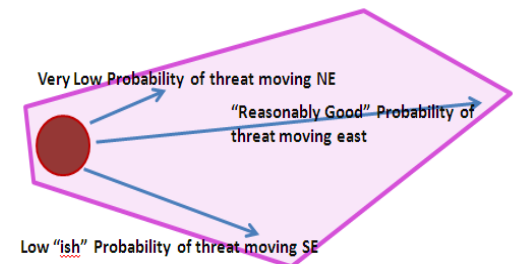 Very Low Probability of threat moving NE
“Reasonably Good” Probability of
threat moving east
Low “ish” Probability of threat moving SE